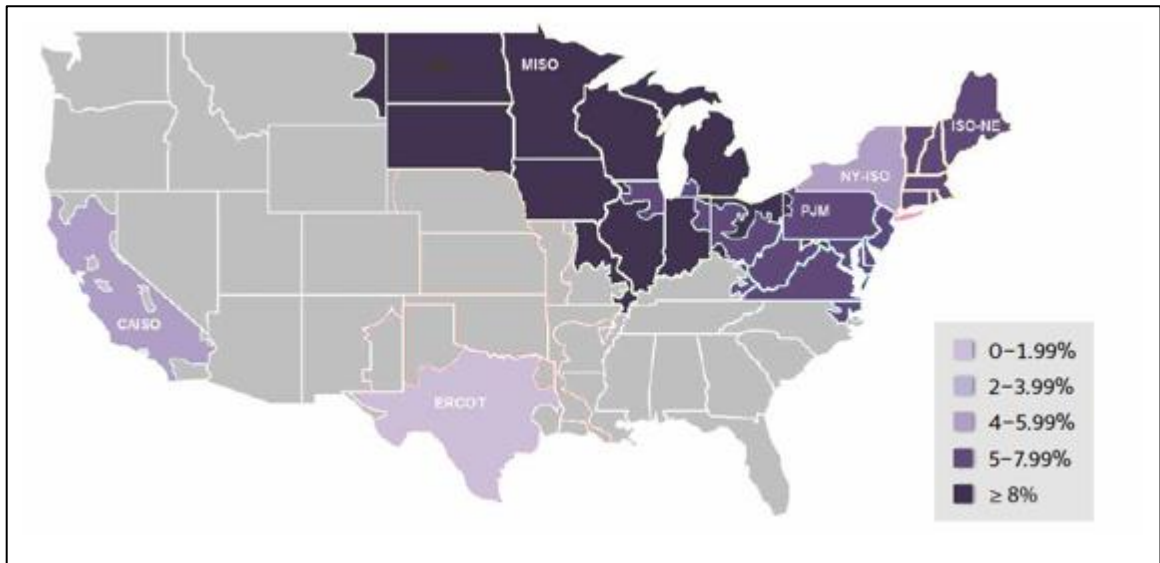 MISO
ISO-NE
NY-ISO
PJM
CAISO
ERCOT
0–1.99%
2–3.99%
4–5.99%
5–7.99%
≥ 8%